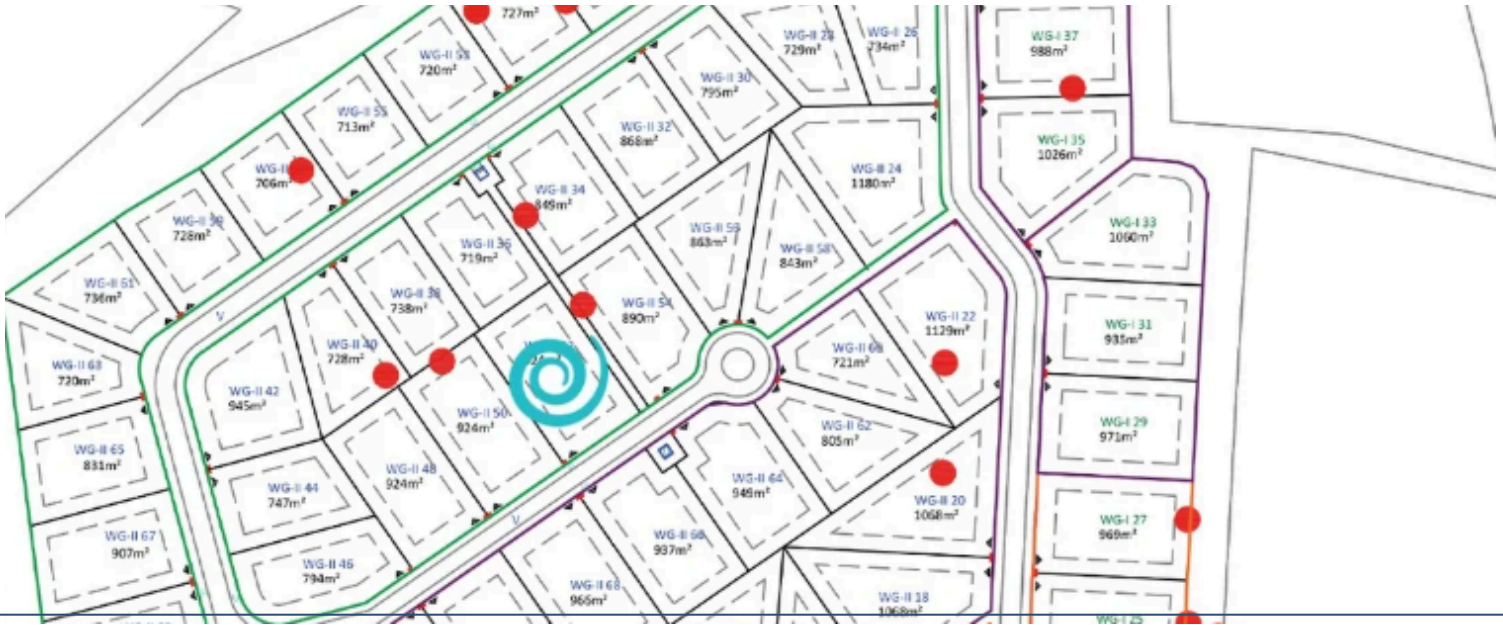 727m²
WG-II 53
720m²
WG-II 28
729m²
WG-II 26
734m²
WG-I 37
988m²
WG-II 55
713m²
WG-II 30
795m²
WG-II 32
868m²
WG-I 35
1026m²
WG-II
706m²
WG-II 34
849m²
WG-II 24
1180m²
WG-II 59
728m²
WG-II 36
719m²
WG-II 56
863m²
WG-II 58
843m²
WG-I 33
1060m²
WG-II 61
736m²
WG-II 38
738m²
WG-II 54
890m²
WG-II 22
1129m²
WG-I 31
935m²
WG-II 40
728m²
WG-II 60
721m²
WG-II 63
720m²
WG-II 42
945m²
WG-II 50
924m²
WG-II 62
805m²
WG-I 29
971m²
WG-II 65
831m²
WG-II 48
924m²
WG-II 44
747m²
WG-II 64
949m²
WG-II 20
1068m²
WG-II 67
907m²
WG-II 66
937m²
WG-I 27
969m²
WG-II 46
794m²
WG-II 68
966m²
WG-II 18
1068m²
WG-I 25